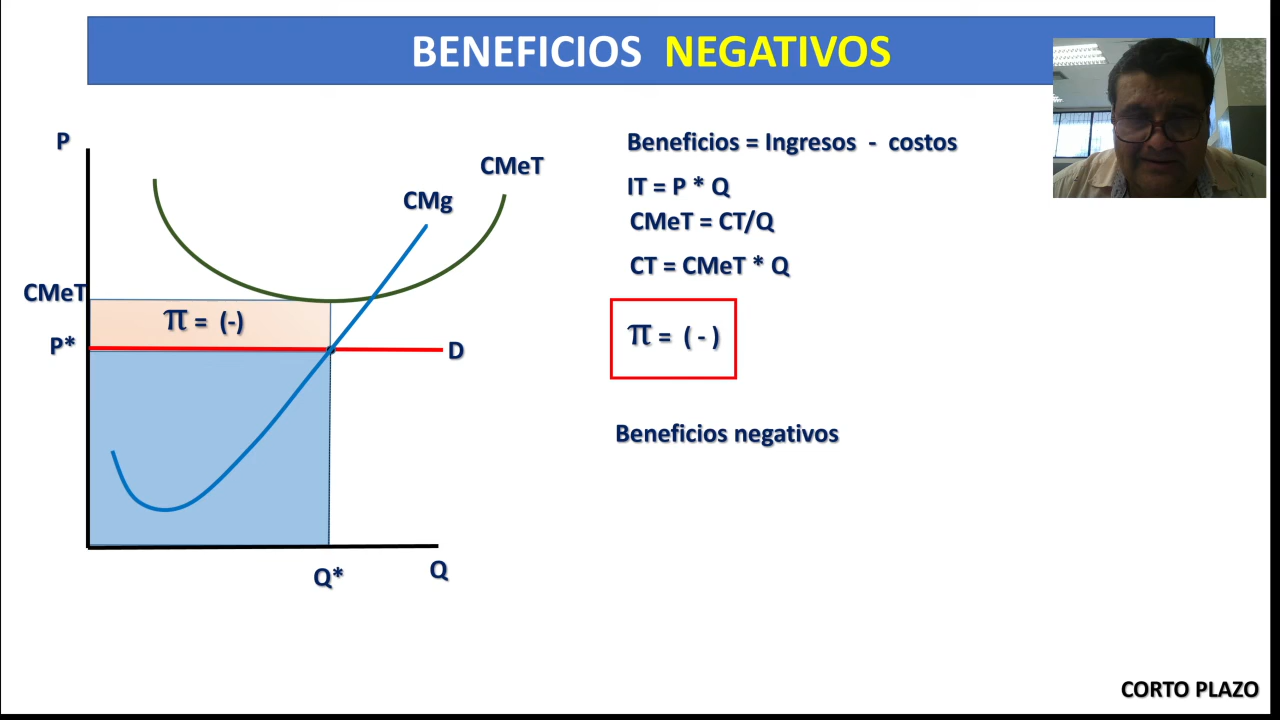 BENEFICIOS NEGATIVOS
P
CMeT
CMg
CMeT
π = (-)
P*
D
Q*
Q
Beneficios = Ingresos - costos
IT = P * Q
CMeT = CT/Q
CT = CMeT * Q
π = ( - )
Beneficios negativos
CORTO PLAZO